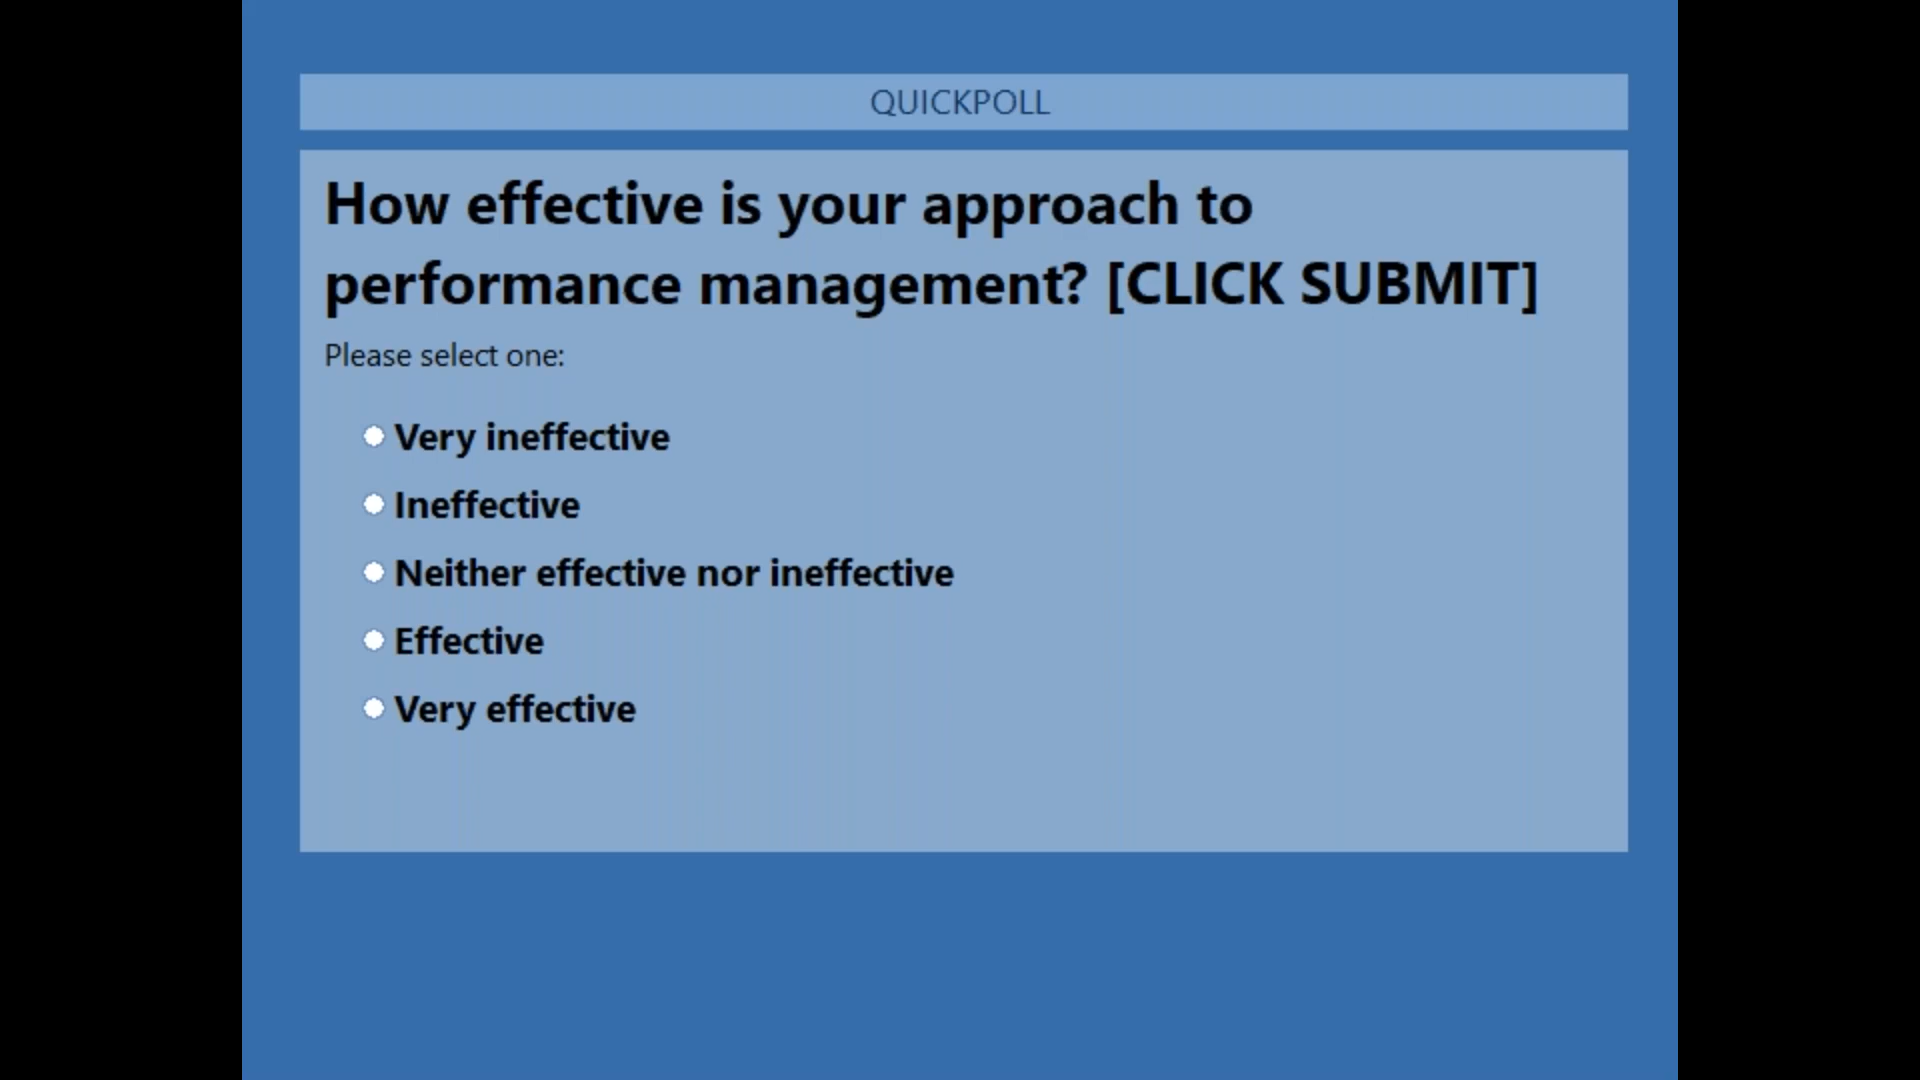 QUICKPOLL
How effective is your approach to
performance management? [CLICK SUBMIT]
Please select one:
Very ineffective
Ineffective
Neither effective nor ineffective
Effective
Very effective